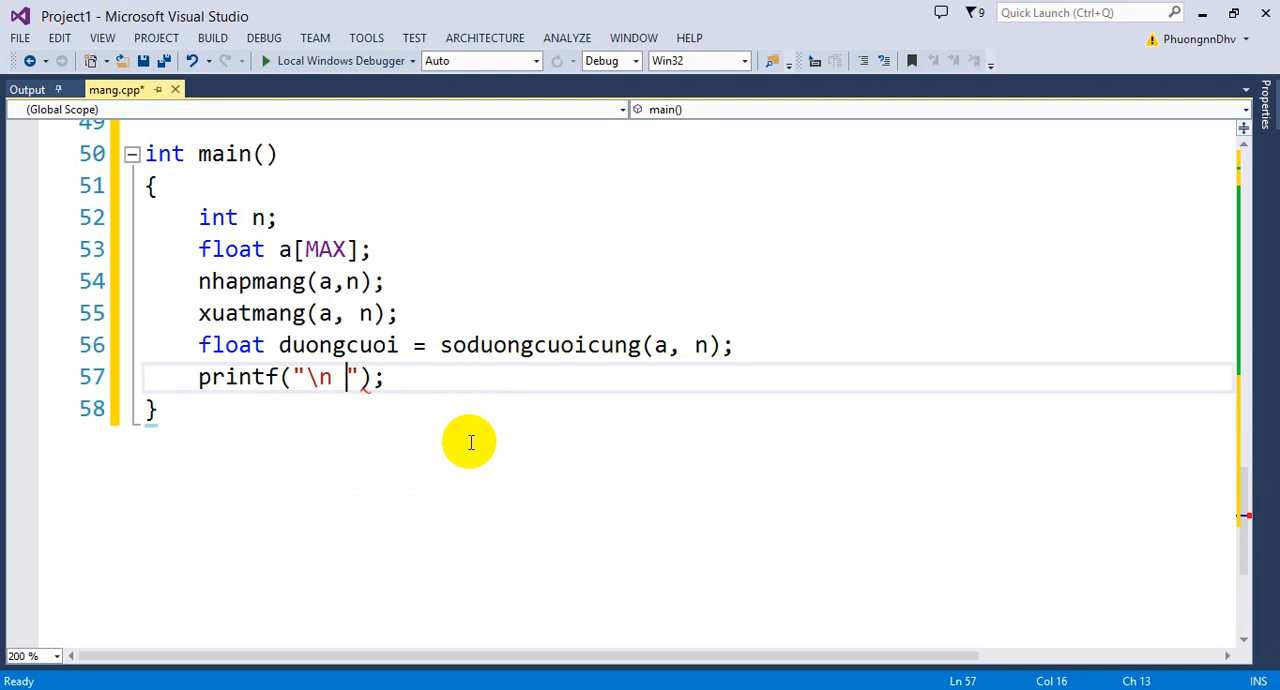 Project1 - Microsoft Visual Studio
9
Quick Launch (Ctrl+Q)
FILE EDIT VIEW PROJECT BUILD DEBUG TEAM TOOLS TEST ARCHITECTURE ANALYZE WINDOW HELP
PhuongnnDhv
Local Windows Debugger Auto Debug Win32
Output mang.cpp*
Properties
(Global Scope) main()
49
50 int main()
51 {
52 int n;
53 float a[MAX];
54 nhapmang(a,n);
55 xuatmang(a, n);
56 float duongcuoi = soduongcuoicung(a, n);
57 printf("\n ");
58 }
200 %
Ready Ln 57 Col 16 Ch 13 INS